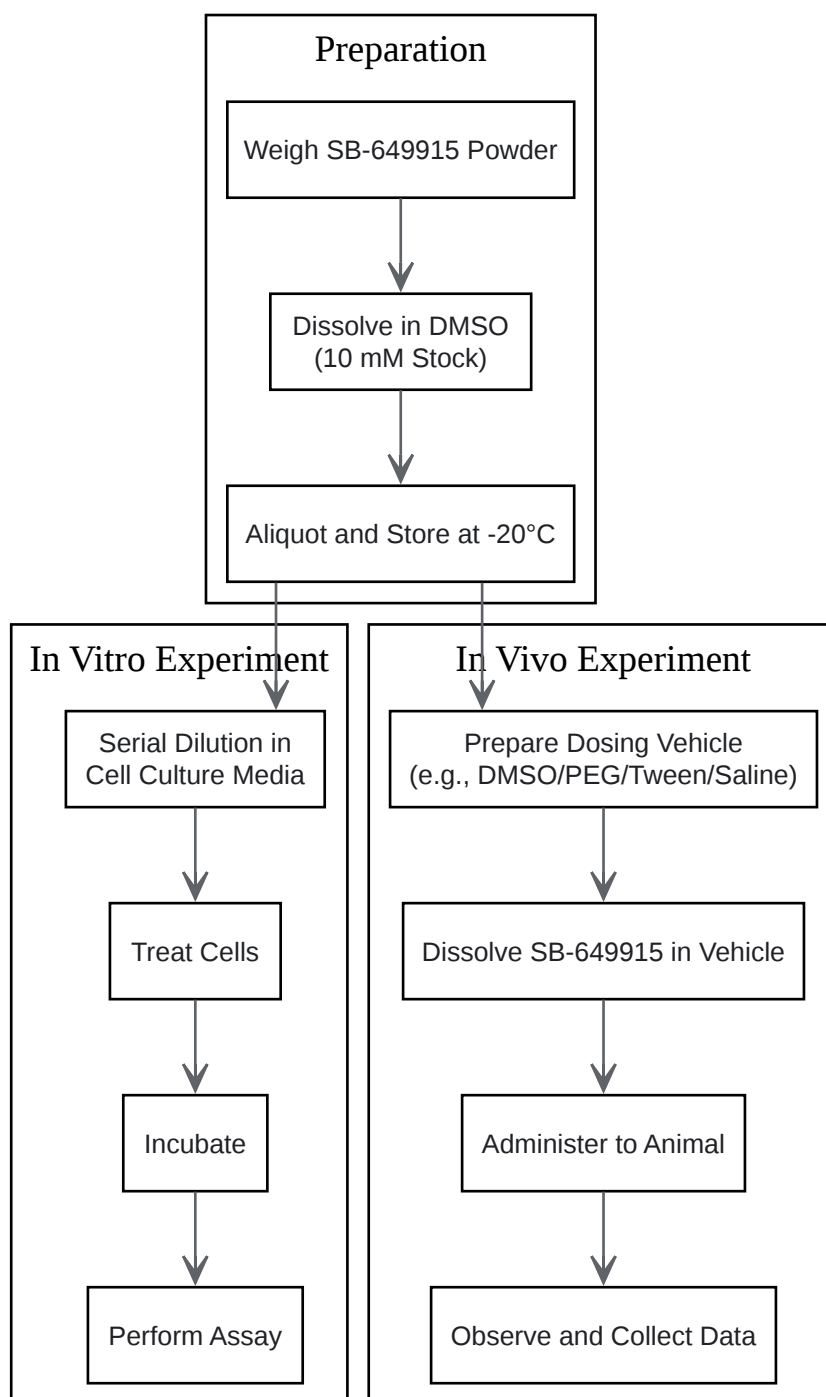 Preparation
Weigh SB-649915 Powder
Dissolve in DMSO
(10 mM Stock)
Aliquot and Store at -20°C
In Vitro Experiment
Serial Dilution in
Cell Culture Media
Treat Cells
Incubate
Perform Assay
In Vivo Experiment
Prepare Dosing Vehicle
(e.g., DMSO/PEG/Tween/Saline)
Dissolve SB-649915 in Vehicle
Administer to Animal
Observe and Collect Data